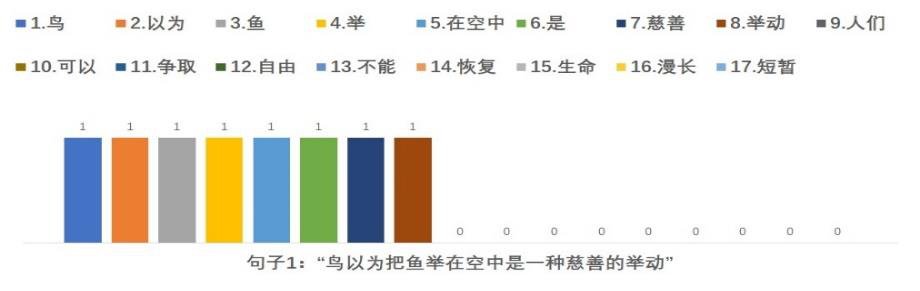 1.鸟 2.以为 3.鱼 4.举 5.在空中 6.是 7.慈善 8.举动 9.人们
10.可以 11.争取 12.自由 13.不能 14.恢复 15.生命 16.漫长 17.短暂
1 1 1 1 1 1 1 1 0 0 0 0 0 0 0 0 0
句子1：“鸟以为把鱼举在空中是一种慈善的举动”